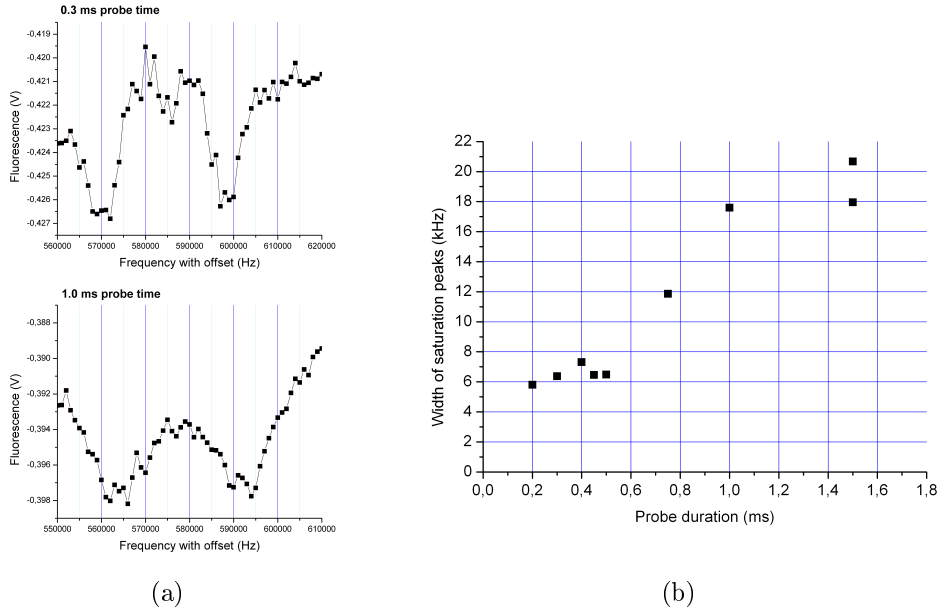 0.3 ms probe time
-0,419
-0,420
-0,421
-0,422
-0,423
-0,424
-0,425
-0,426
-0,427
Fluorescence (V)
560000 570000 580000 590000 600000 610000 620000
Frequency with offset (Hz)
1.0 ms probe time
-0,388
-0,390
-0,392
-0,394
-0,396
-0,398
Fluorescence (V)
550000 560000 570000 580000 590000 600000 610000
Frequency with offset (Hz)
(a)
22
20
18
16
14
12
10
8
6
4
2
0
Width of saturation peaks (kHz)
0,0 0,2 0,4 0,6 0,8 1,0 1,2 1,4 1,6 1,8
Probe duration (ms)
(b)